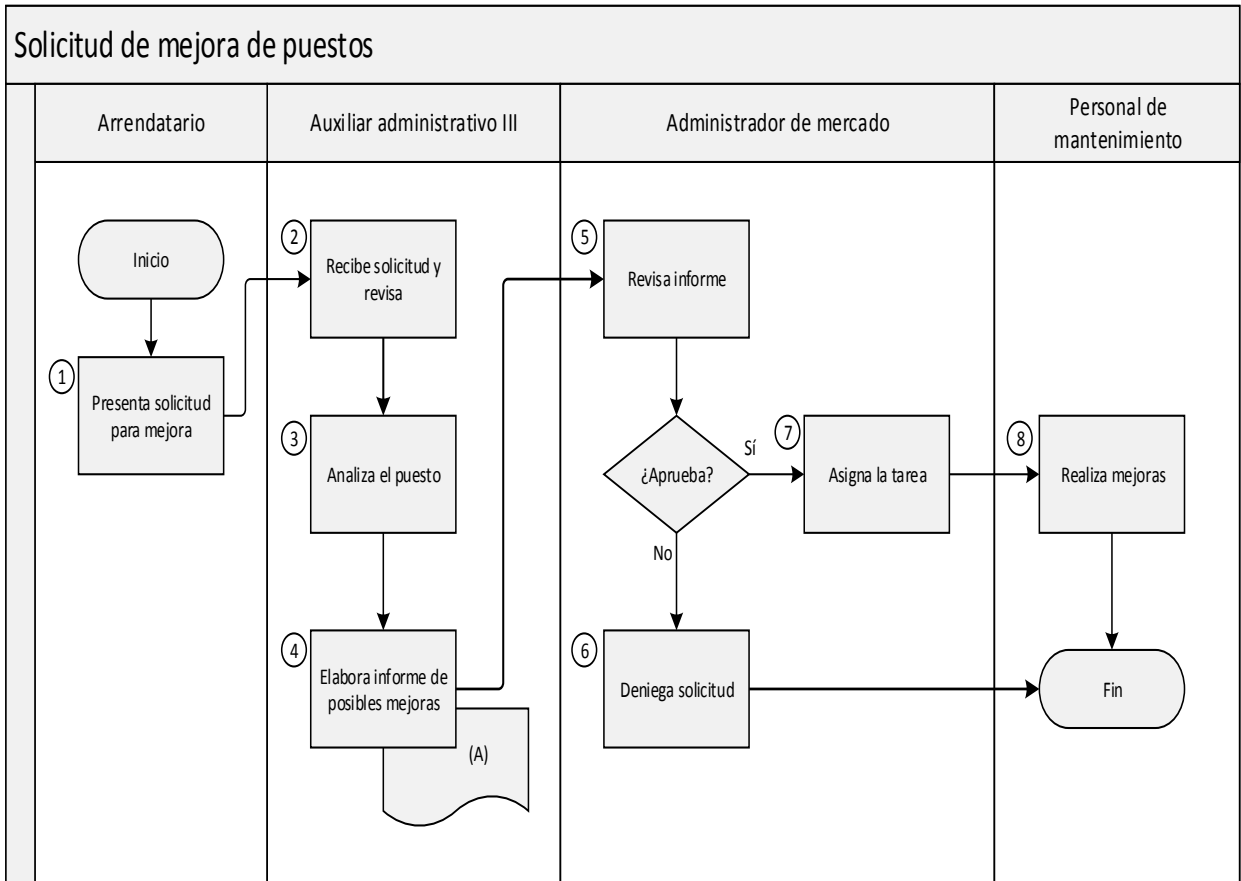 Solicitud de mejora de puestos
Arrendatario
Auxiliar administrativo III
Administrador de mercado
Personal de
mantenimiento
Inicio
1
Presenta solicitud
para mejora
2
Recibe solicitud y
revisa
3
Analiza el puesto
4
Elabora informe de
posibles mejoras
(A)
5
Revisa informe
¿Aprueba?
Sí
No
6
Deniega solicitud
7
Asigna la tarea
8
Realiza mejoras
Fin